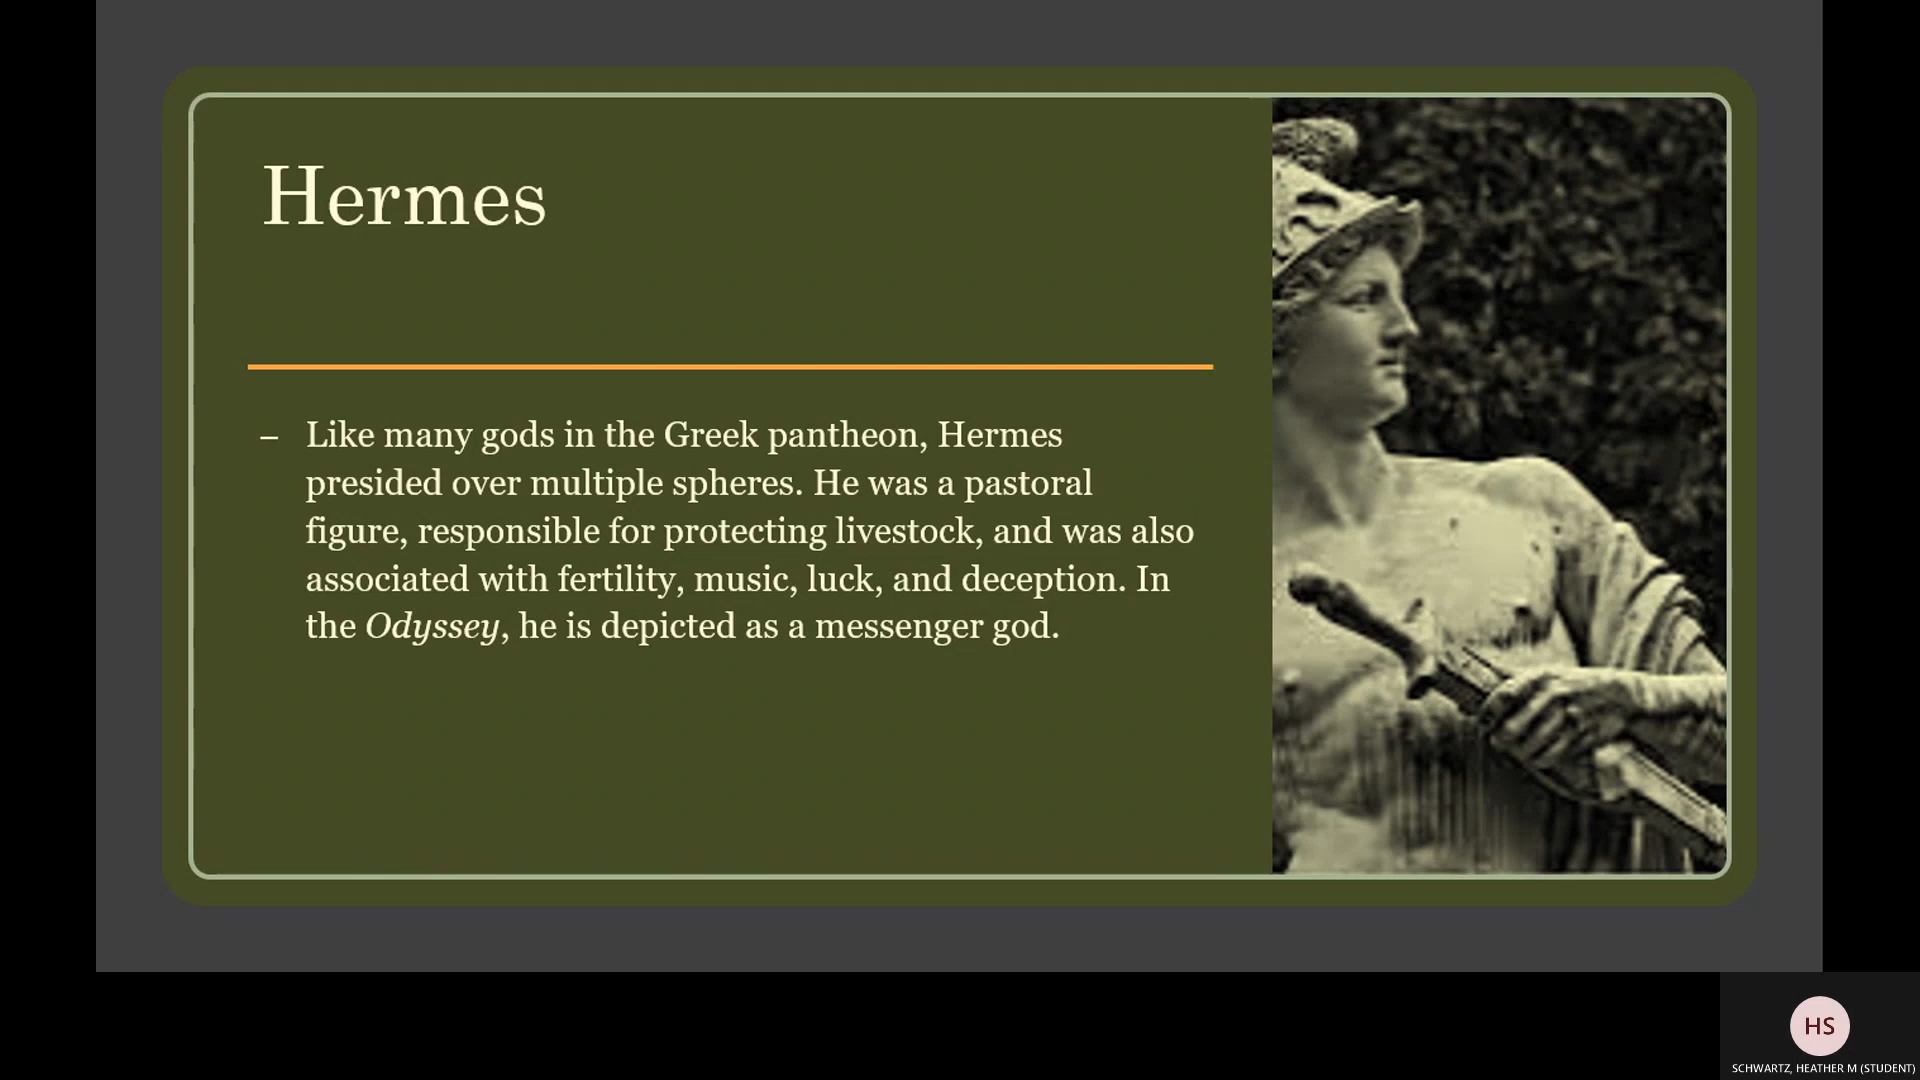 Hermes
– Like many gods in the Greek pantheon, Hermes
presided over multiple spheres. He was a pastoral
figure, responsible for protecting livestock, and was also
associated with fertility, music, luck, and deception. In
the Odyssey, he is depicted as a messenger god.
HS
SCHWARTZ, HEATHER M (STUDENT)